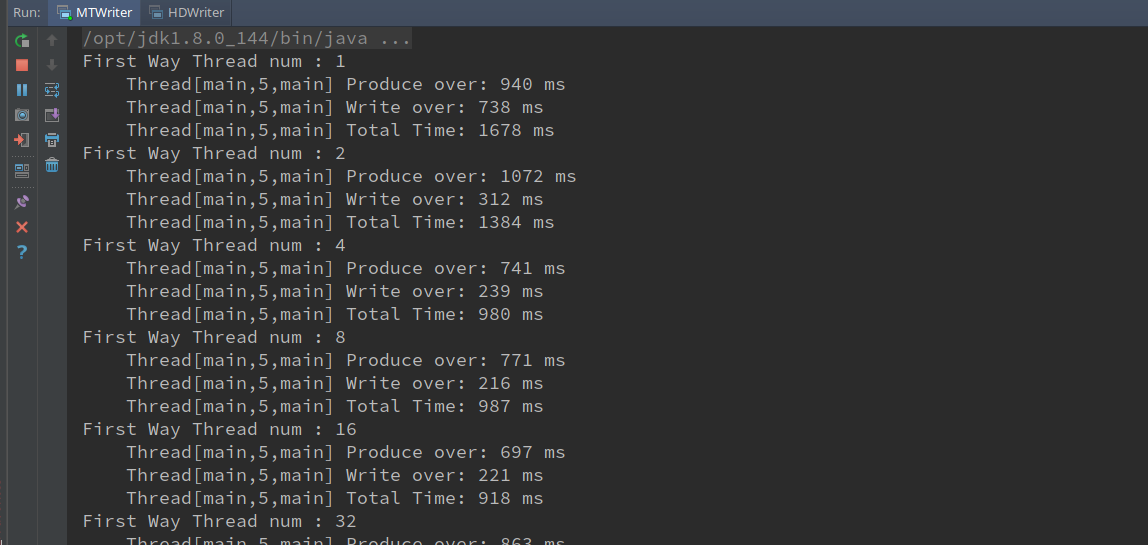 Run: MTWriter HDWriter
/opt/jdk1.8.0_144/bin/java ...
First Way Thread num : 1
    Thread[main,5,main] Produce over: 940 ms
    Thread[main,5,main] Write over: 738 ms
    Thread[main,5,main] Total Time: 1678 ms
First Way Thread num : 2
    Thread[main,5,main] Produce over: 1072 ms
    Thread[main,5,main] Write over: 312 ms
    Thread[main,5,main] Total Time: 1384 ms
First Way Thread num : 4
    Thread[main,5,main] Produce over: 741 ms
    Thread[main,5,main] Write over: 239 ms
    Thread[main,5,main] Total Time: 980 ms
First Way Thread num : 8
    Thread[main,5,main] Produce over: 771 ms
    Thread[main,5,main] Write over: 216 ms
    Thread[main,5,main] Total Time: 987 ms
First Way Thread num : 16
    Thread[main,5,main] Produce over: 697 ms
    Thread[main,5,main] Write over: 221 ms
    Thread[main,5,main] Total Time: 918 ms
First Way Thread num : 32
    Thread[main,5,main] Produce over: 863 ms